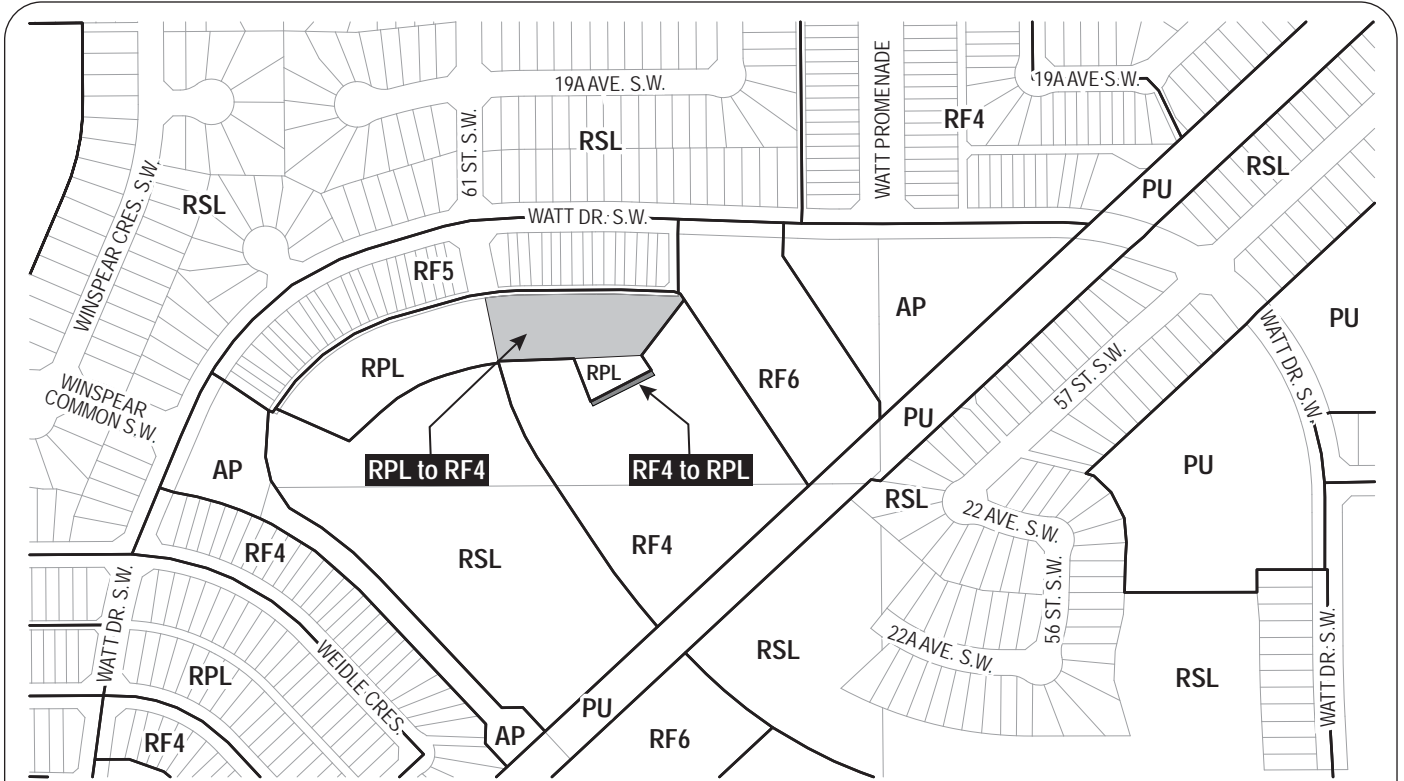 19A AVE. S.W.
19A AVE. S.W.
WATT PROMENADE
RF4
61 ST. S.W.
RSL
RSL
PU
WINSPEAR CRES. S.W.
RSL
WATT DR. S.W.
RF5
AP
PU
WATT DR. S.W.
RPL
RPL
RF6
57 ST. S.W.
WINSPEAR
COMMON S.W.
PU
AP
RPL to RF4
RF4 to RPL
PU
RSL
22 AVE. S.W.
RF4
RSL
RF4
56 ST. S.W.
WATT DR. S.W.
22A AVE. S.W.
WEIDLE CRES.
RSL
RPL
RSL
WATT DR. S.W.
PU
RF4
AP
RF6